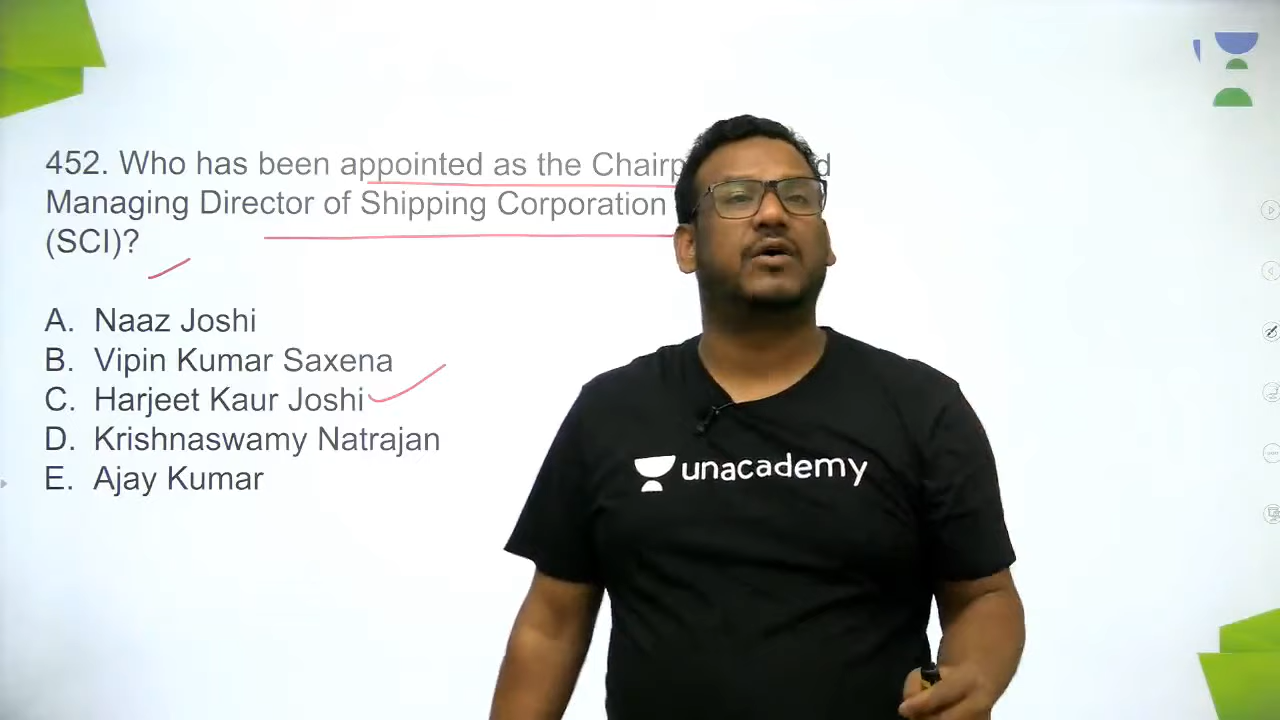 452. Who has been appointed as the
Managing Director of Shipping Corporation
(SCI)?
A. Naaz Joshi
B. Vipin Kumar Saxena
C. Harjeet Kaur Joshi
D. Krishnaswamy Natrajan
E. Ajay Kumar
unacademy